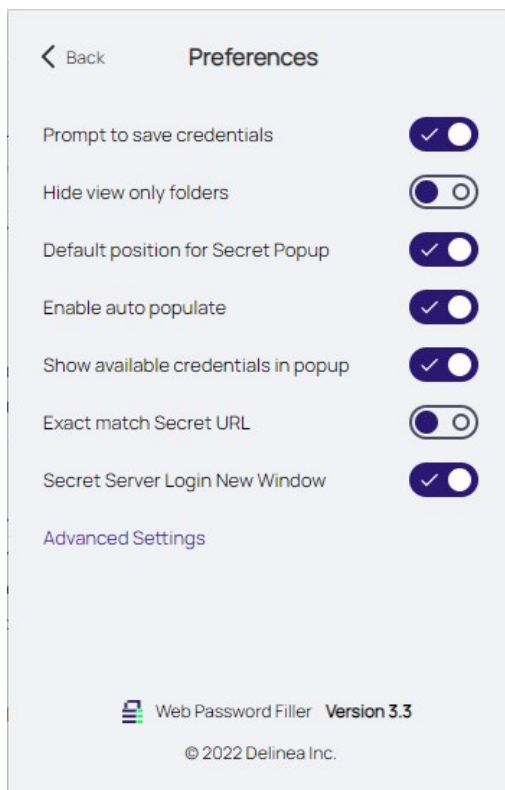 Back Preferences
Prompt to save credentials
Hide view only folders
Default position for Secret Popup
Enable auto populate
Show available credentials in popup
Exact match Secret URL
Secret Server Login New Window
Advanced Settings
Web Password Filler Version 3.3
© 2022 Delinea Inc.